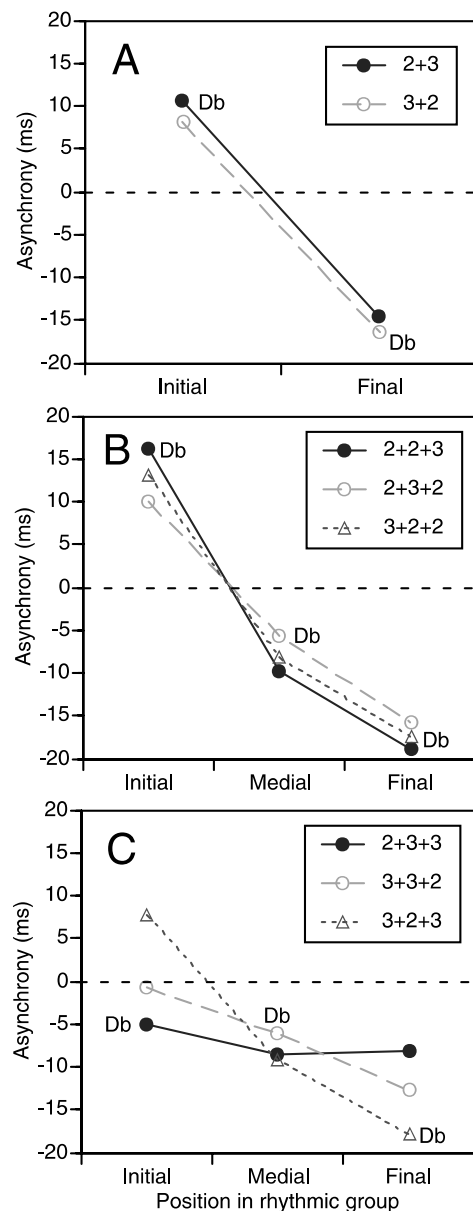 20
15
10
5
0
-5
-10
-15
-20
Asynchrony (ms)
A
Db
Db
2+3
3+2
Initial Final
20
15
10
5
0
-5
-10
-15
-20
Asynchrony (ms)
B
Db
Db
Db
2+2+3
2+3+2
3+2+2
Initial Medial Final
20
15
10
5
0
-5
-10
-15
-20
Asynchrony (ms)
C
Db
Db
Db
2+3+3
3+3+2
3+2+3
Initial Medial Final
Position in rhythmic group